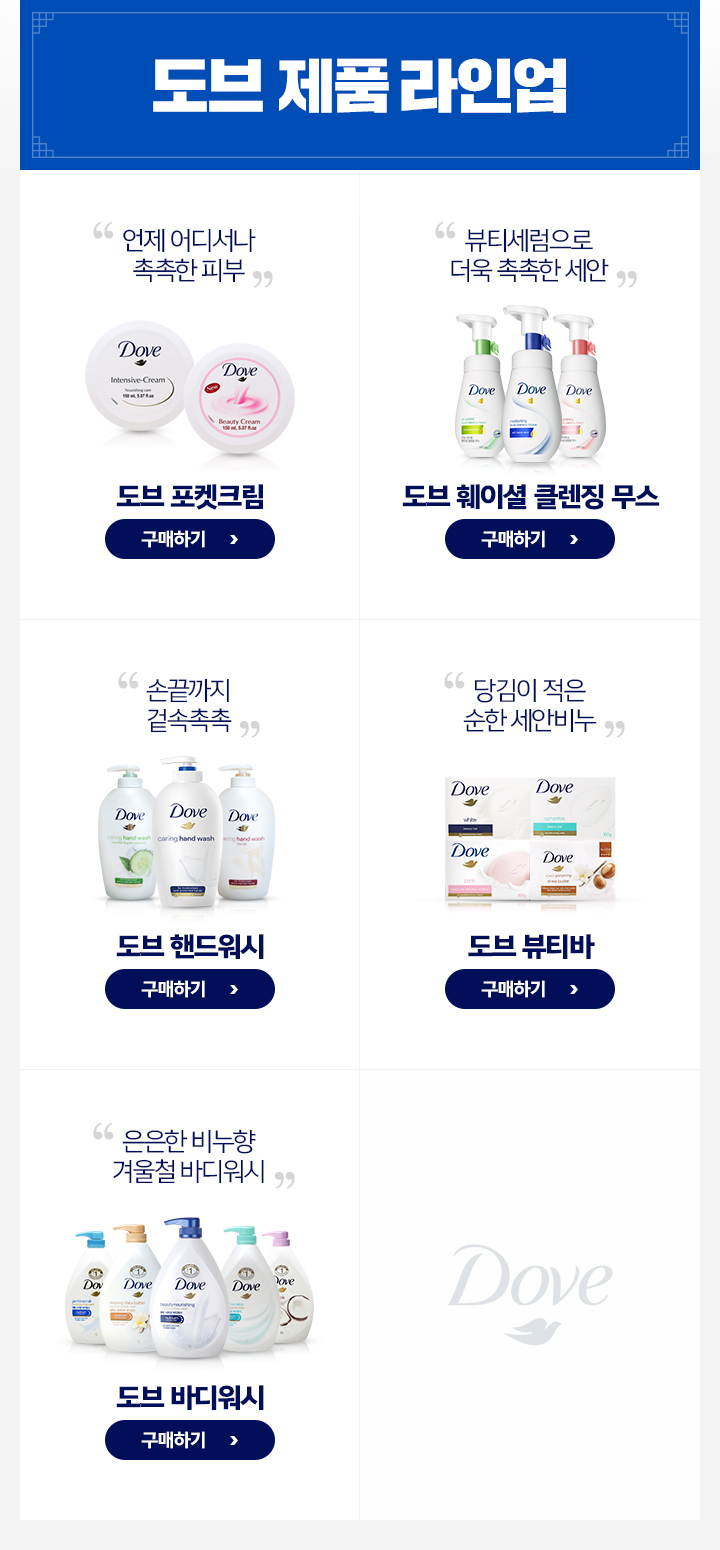 도브 제품 라인업
“ 언제 어디서나
촉촉한 피부 ”
Dove
Intensive-Cream
Nourishing care
150 ml, 5.07 fl.oz
Dove
New
Beauty Cream
150 ml, 5.07 fl.oz
도브 포켓크림
구매하기 ›
“ 뷰티세럼으로
더욱 촉촉한 세안 ”
Dove
Dove
Dove
도브 훼이셜 클렌징 무스
구매하기 ›
“ 손끝까지
겉속촉촉 ”
Dove
caring hand wash
Dove
caring hand wash
Dove
caring hand wash
도브 핸드워시
구매하기 ›
“ 당김이 적은
순한 세안비누 ”
Dove
white
Dove
sensitive
Dove
pink
Dove
shea butter
도브 뷰티바
구매하기 ›
“ 은은한 비누향
겨울철 바디워시 ”
Dove
Dove
Dove
Dove
Dove
도브 바디워시
구매하기 ›
Dove